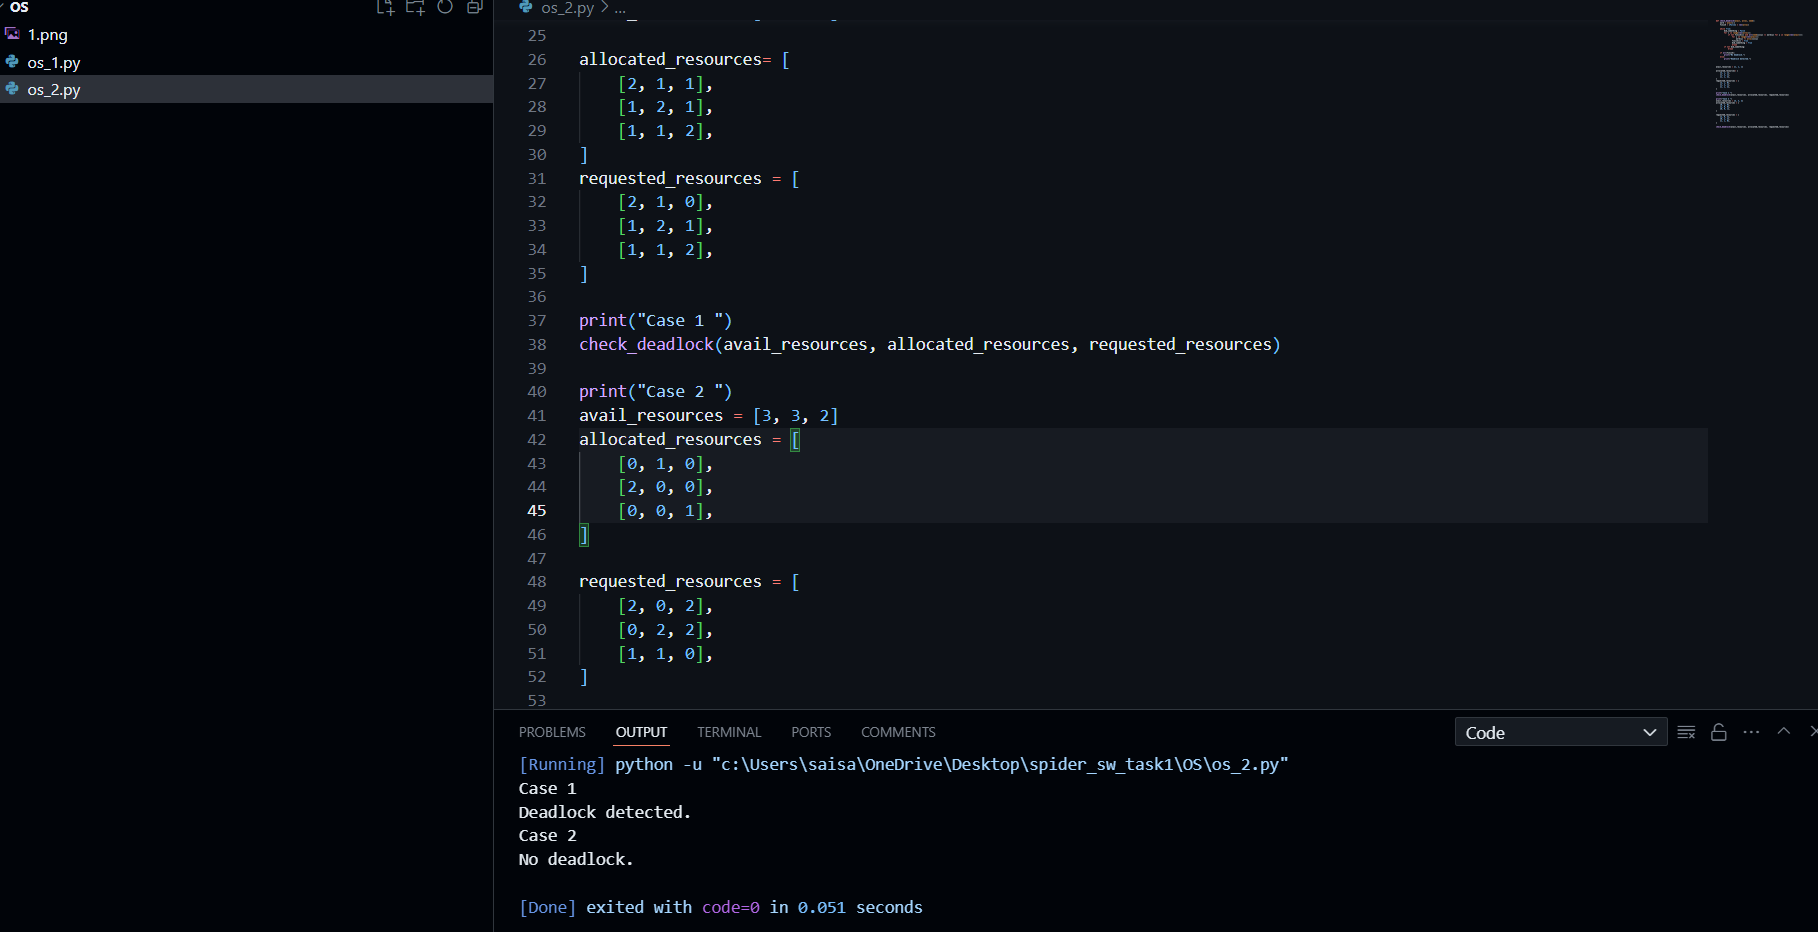 OS
1.png
os_1.py
os_2.py
os_2.py > ...
25
26 allocated_resources= [
27 [2, 1, 1],
28 [1, 2, 1],
29 [1, 1, 2],
30 ]
31 requested_resources = [
32 [2, 1, 0],
33 [1, 2, 1],
34 [1, 1, 2],
35 ]
36
37 print("Case 1 ")
38 check_deadlock(avail_resources, allocated_resources, requested_resources)
39
40 print("Case 2 ")
41 avail_resources = [3, 3, 2]
42 allocated_resources = [
43 [0, 1, 0],
44 [2, 0, 0],
45 [0, 0, 1],
46 ]
47
48 requested_resources = [
49 [2, 0, 2],
50 [0, 2, 2],
51 [1, 1, 0],
52 ]
53
PROBLEMS OUTPUT TERMINAL PORTS COMMENTS Code
[Running] python -u "c:\Users\saisa\OneDrive\Desktop\spider_sw_task1\OS\os_2.py"
Case 1
Deadlock detected.
Case 2
No deadlock.
[Done] exited with code=0 in 0.051 seconds